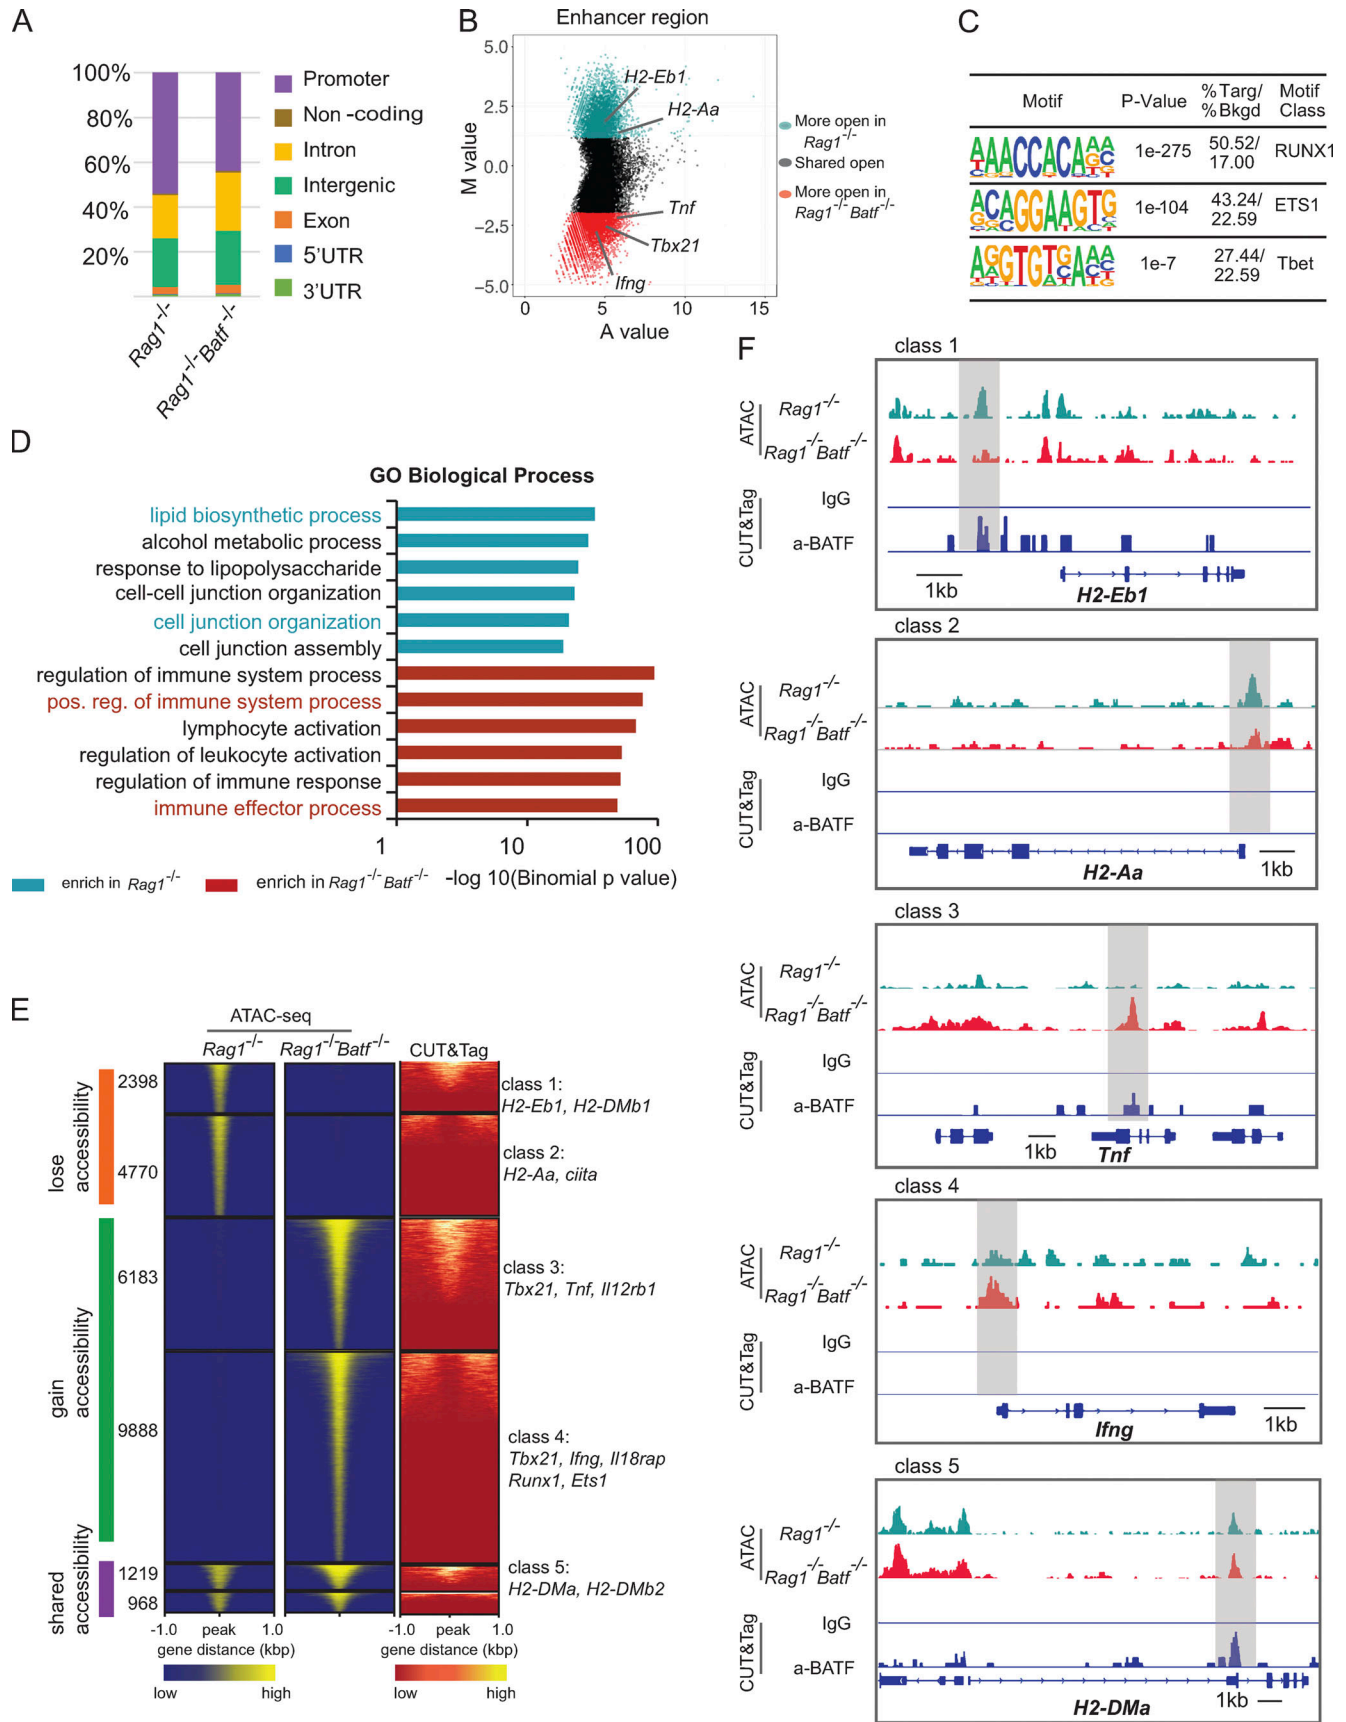 A
100%
80%
60%
40%
20%
Promoter
Non-coding
Intron
Intergenic
Exon
5'UTR
3'UTR
Rag1-/-
Rag1-/-Batf-/-
B
Enhancer region
M value
5.0
2.5
0.0
−2.5
−5.0
H2-Eb1
H2-Aa
Tnf
Tbx21
Ifng
0 5 10 15
A value
More open in
Rag1-/-
Shared open
More open in
Rag1-/-Batf-/-
C
Motif P-Value %Targ/ %Bkgd Motif Class
AAACCACAAA 1e-275 50.52/ 17.00 RUNX1
ACAGGAAGTG 1e-104 43.24/ 22.59 ETS1
AGGTGTGAAA 1e-7 27.44/ 22.59 Tbet
D
GO Biological Process
lipid biosynthetic process
alcohol metabolic process
response to lipopolysaccharide
cell-cell junction organization
cell junction organization
cell junction assembly
regulation of immune system process
pos. reg. of immune system process
lymphocyte activation
regulation of leukocyte activation
regulation of immune response
immune effector process
1 10 100
-log 10(Binomial p value)
enrich in Rag1-/-
enrich in Rag1-/-Batf-/-
E
ATAC-seq
Rag1-/- Rag1-/-Batf-/- CUT&Tag
lose accessibility
gain accessibility
shared accessibility
2398
4770
6183
9888
1219
968
class 1:
H2-Eb1, H2-DMb1
class 2:
H2-Aa, ciita
class 3:
Tbx21, Tnf, Il12rb1
class 4:
Tbx21, Ifng, Il18rap
Runx1, Ets1
class 5:
H2-DMa, H2-DMb2
-1.0 peak 1.0
gene distance (kbp)
low high
-1.0 peak 1.0
gene distance (kbp)
low high
F
class 1
ATAC
Rag1-/-
Rag1-/-Batf-/-
CUT&Tag
IgG
a-BATF
1kb
H2-Eb1
class 2
ATAC
Rag1-/-
Rag1-/-Batf-/-
CUT&Tag
IgG
a-BATF
H2-Aa
1kb
class 3
ATAC
Rag1-/-
Rag1-/-Batf-/-
CUT&Tag
IgG
a-BATF
1kb
Tnf
class 4
ATAC
Rag1-/-
Rag1-/-Batf-/-
CUT&Tag
IgG
a-BATF
Ifng
1kb
class 5
ATAC
Rag1-/-
Rag1-/-Batf-/-
CUT&Tag
IgG
a-BATF
H2-DMa
1kb